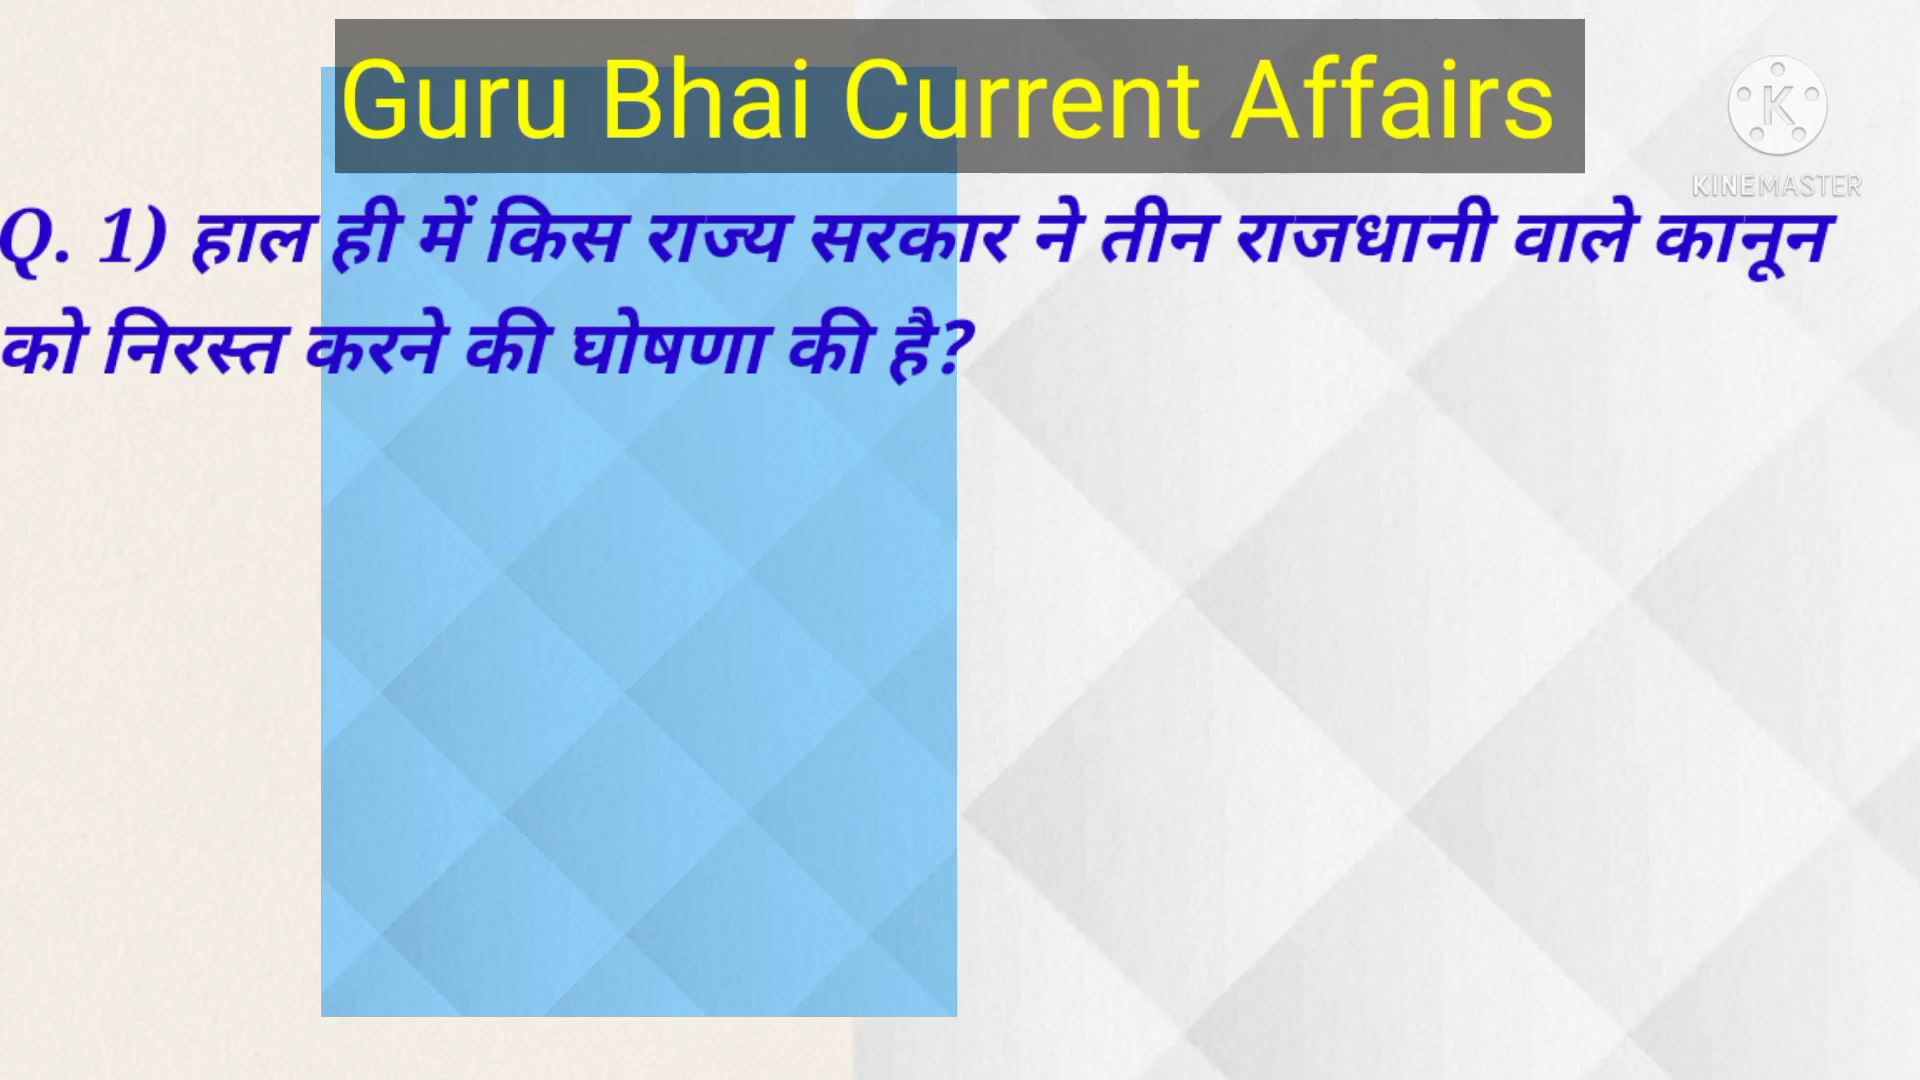 Guru Bhai Current Affairs
KINEMASTER
Q. 1) हाल ही में किस राज्य सरकार ने तीन राजधानी वाले कानून
को निरस्त करने की घोषणा की है?